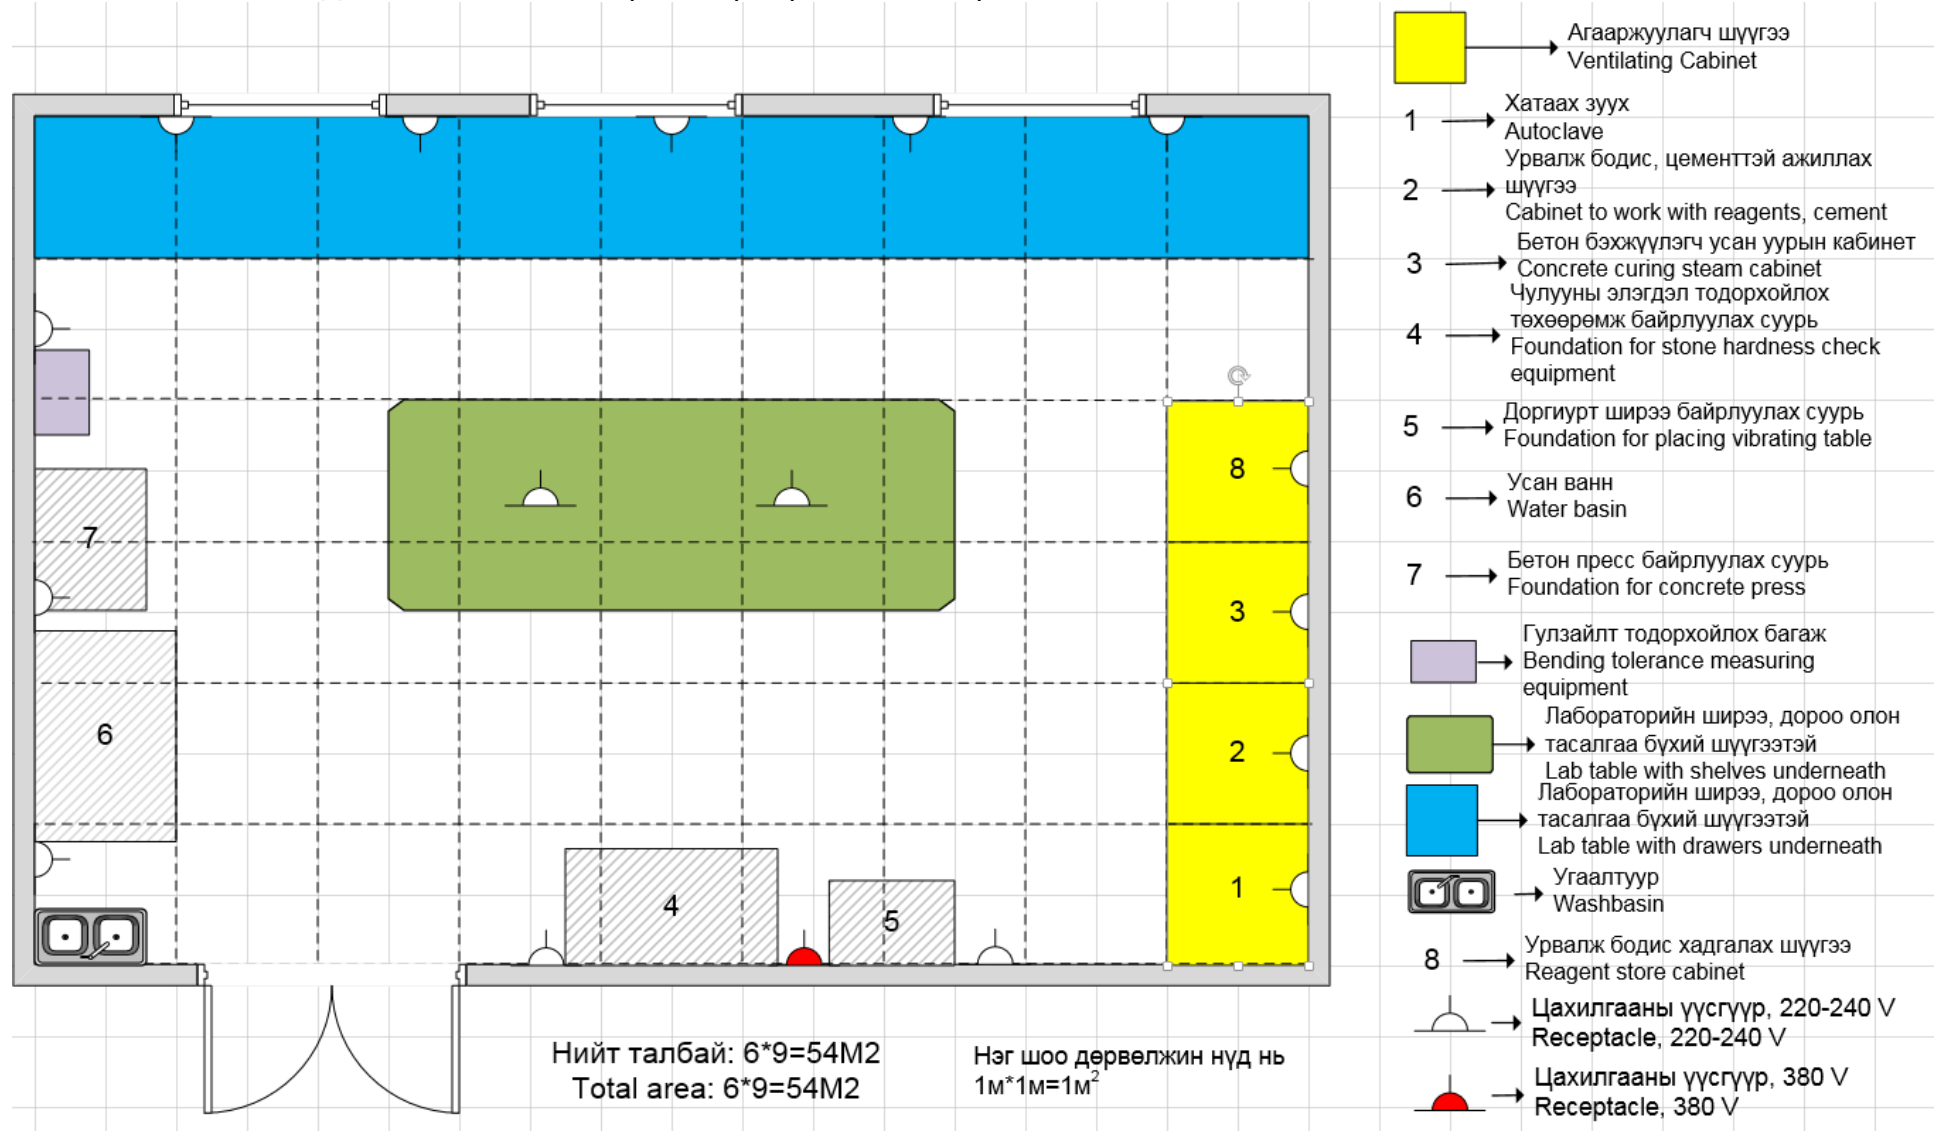 Агааржуулагч шүүгээ
Ventilating Cabinet
1
Хатаах зуух
Autoclave
2
Урвалж бодис, цементтэй ажиллах
шүүгээ
Cabinet to work with reagents, cement
3
Бетон бэхжүүлэгч усан уурын кабинет
Concrete curing steam cabinet
4
Чулууны элэгдэл тодорхойлох
төхөөрөмж байрлуулах суурь
Foundation for stone hardness check
equipment
5
Доргиурт ширээ байрлуулах суурь
Foundation for placing vibrating table
6
Усан ванн
Water basin
7
Бетон пресс байрлуулах суурь
Foundation for concrete press
Гулзайлт тодорхойлох багаж
Bending tolerance measuring
equipment
Лабораторийн ширээ, дороо олон
тасалгаа бүхий шүүгээтэй
Lab table with shelves underneath
Лабораторийн ширээ, дороо олон
тасалгаа бүхий шүүгээтэй
Lab table with drawers underneath
Угаалтуур
Washbasin
8
Урвалж бодис хадгалах шүүгээ
Reagent store cabinet
Цахилгааны үүсгүүр, 220-240 V
Receptacle, 220-240 V
Цахилгааны үүсгүүр, 380 V
Receptacle, 380 V
8
7
3
6
2
1
4
5
Нийт талбай: 6*9=54M2
Total area: 6*9=54M2
Нэг шоо дөрвөлжин нүд нь
1м*1м=1м²